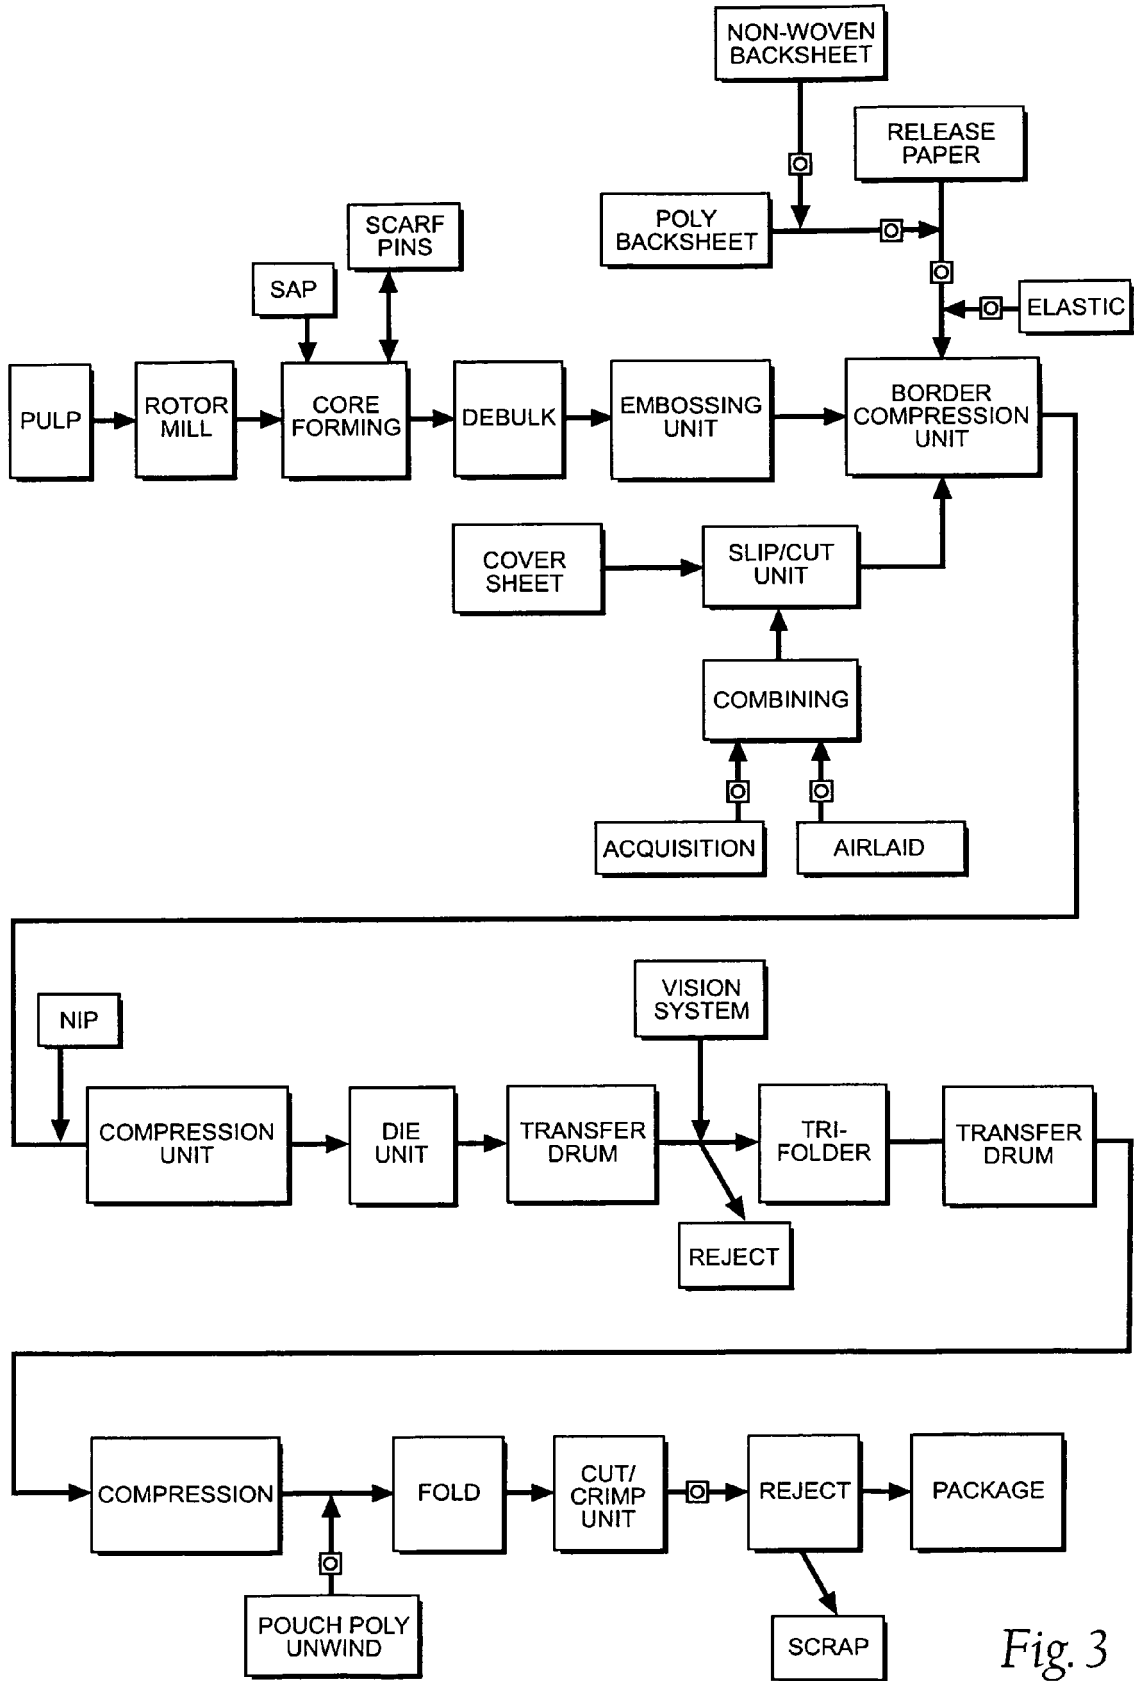 NON-WOVEN
BACKSHEET
RELEASE
PAPER
POLY
BACKSHEET
SCARF
PINS
SAP
ELASTIC
PULP
ROTOR
MILL
CORE
FORMING
DEBULK
EMBOSSING
UNIT
BORDER
COMPRESSION
UNIT
COVER
SHEET
SLIP/CUT
UNIT
COMBINING
ACQUISITION
AIRLAID
NIP
VISION
SYSTEM
COMPRESSION
UNIT
DIE
UNIT
TRANSFER
DRUM
TRI-
FOLDER
TRANSFER
DRUM
REJECT
COMPRESSION
FOLD
CUT/
CRIMP
UNIT
REJECT
PACKAGE
POUCH POLY
UNWIND
SCRAP
Fig. 3